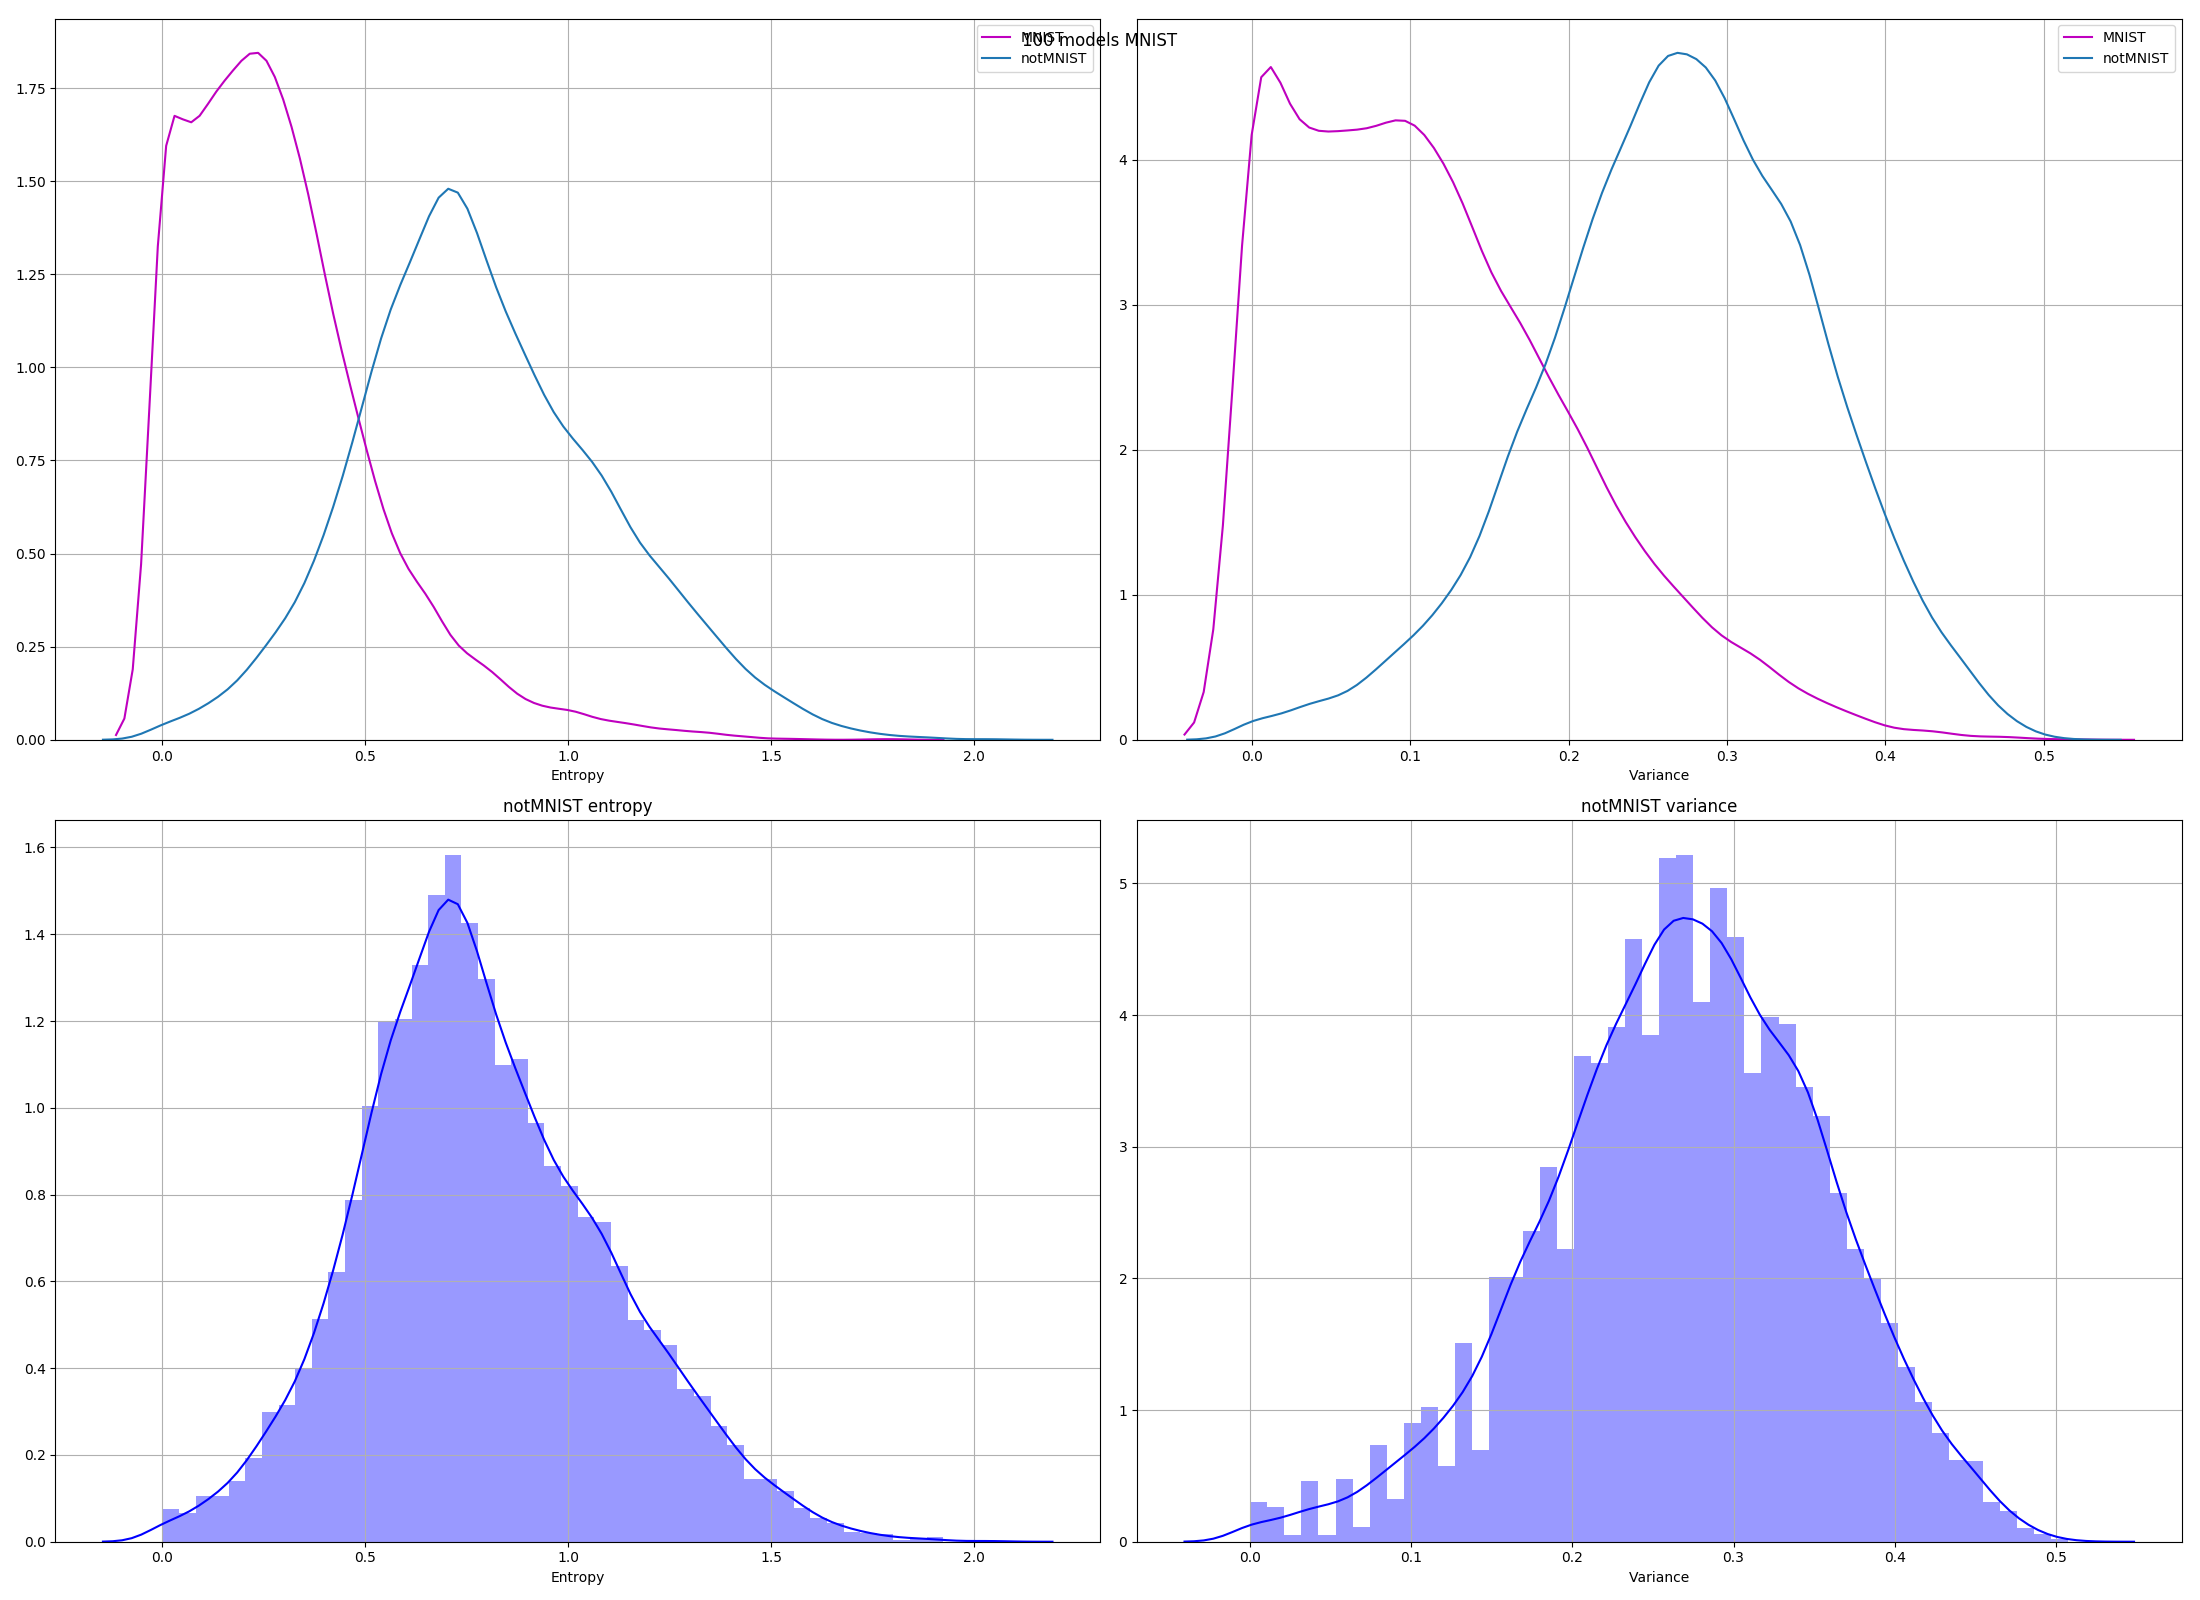 100 models MNIST
MNIST
notMNIST
1.75
1.50
1.25
1.00
0.75
0.50
0.25
0.00
0.0 0.5 1.0 1.5 2.0
Entropy
MNIST
notMNIST
4
3
2
1
0
0.0 0.1 0.2 0.3 0.4 0.5
Variance
notMNIST entropy
1.6
1.4
1.2
1.0
0.8
0.6
0.4
0.2
0.0
0.0 0.5 1.0 1.5 2.0
Entropy
notMNIST variance
5
4
3
2
1
0
0.0 0.1 0.2 0.3 0.4 0.5
Variance